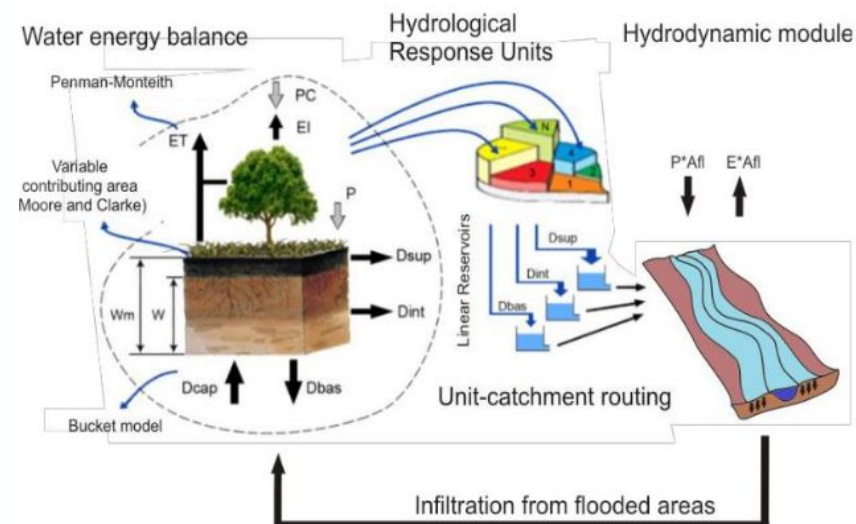 Water energy balance
Hydrological
Response Units
Hydrodynamic module
Penman-Monteith
PC
EI
ET
Variable
contributing area
Moore and Clarke)
P
N
4
3
1
P*Afl
E*Afl
Dsup
Dint
Wm
W
Dcap
Dbas
Bucket model
Linear Reservoirs
Dsup
Dint
Dbas
Unit-catchment routing
Infiltration from flooded areas